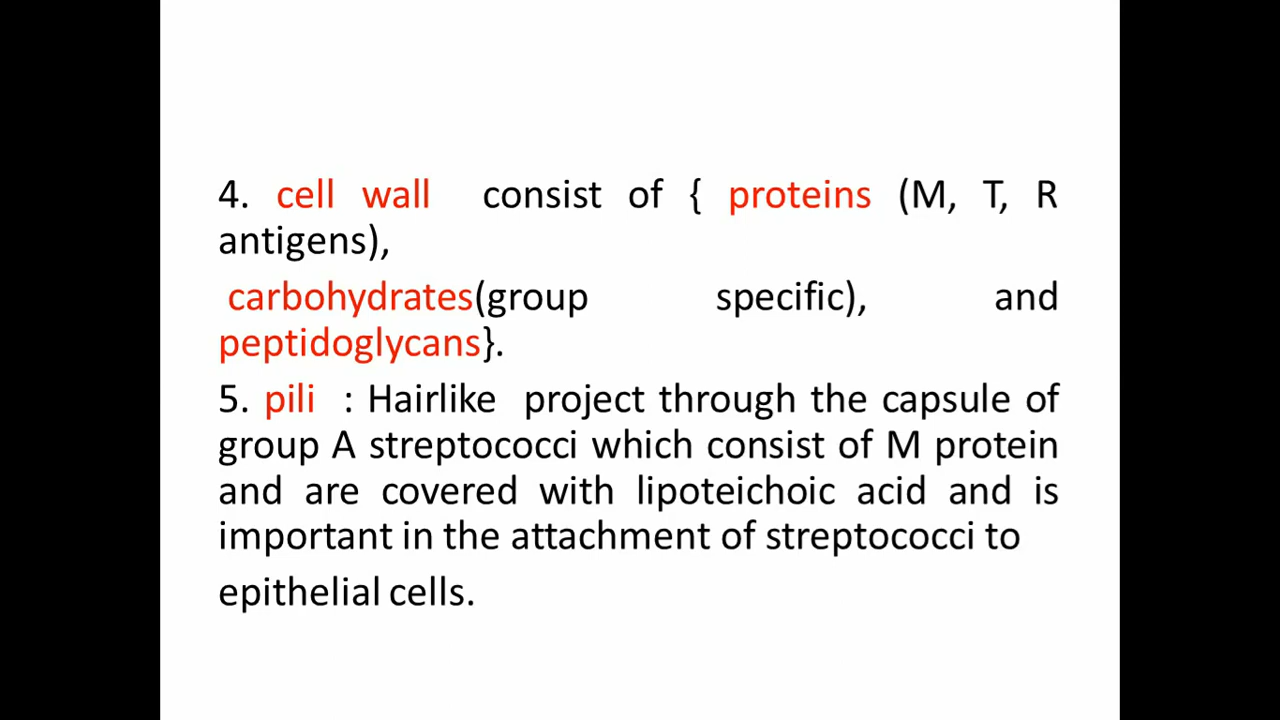 4. cell wall consist of { proteins (M, T, R
antigens),
carbohydrates(group specific), and
peptidoglycans}.
5. pili : Hairlike project through the capsule of
group A streptococci which consist of M protein
and are covered with lipoteichoic acid and is
important in the attachment of streptococci to
epithelial cells.